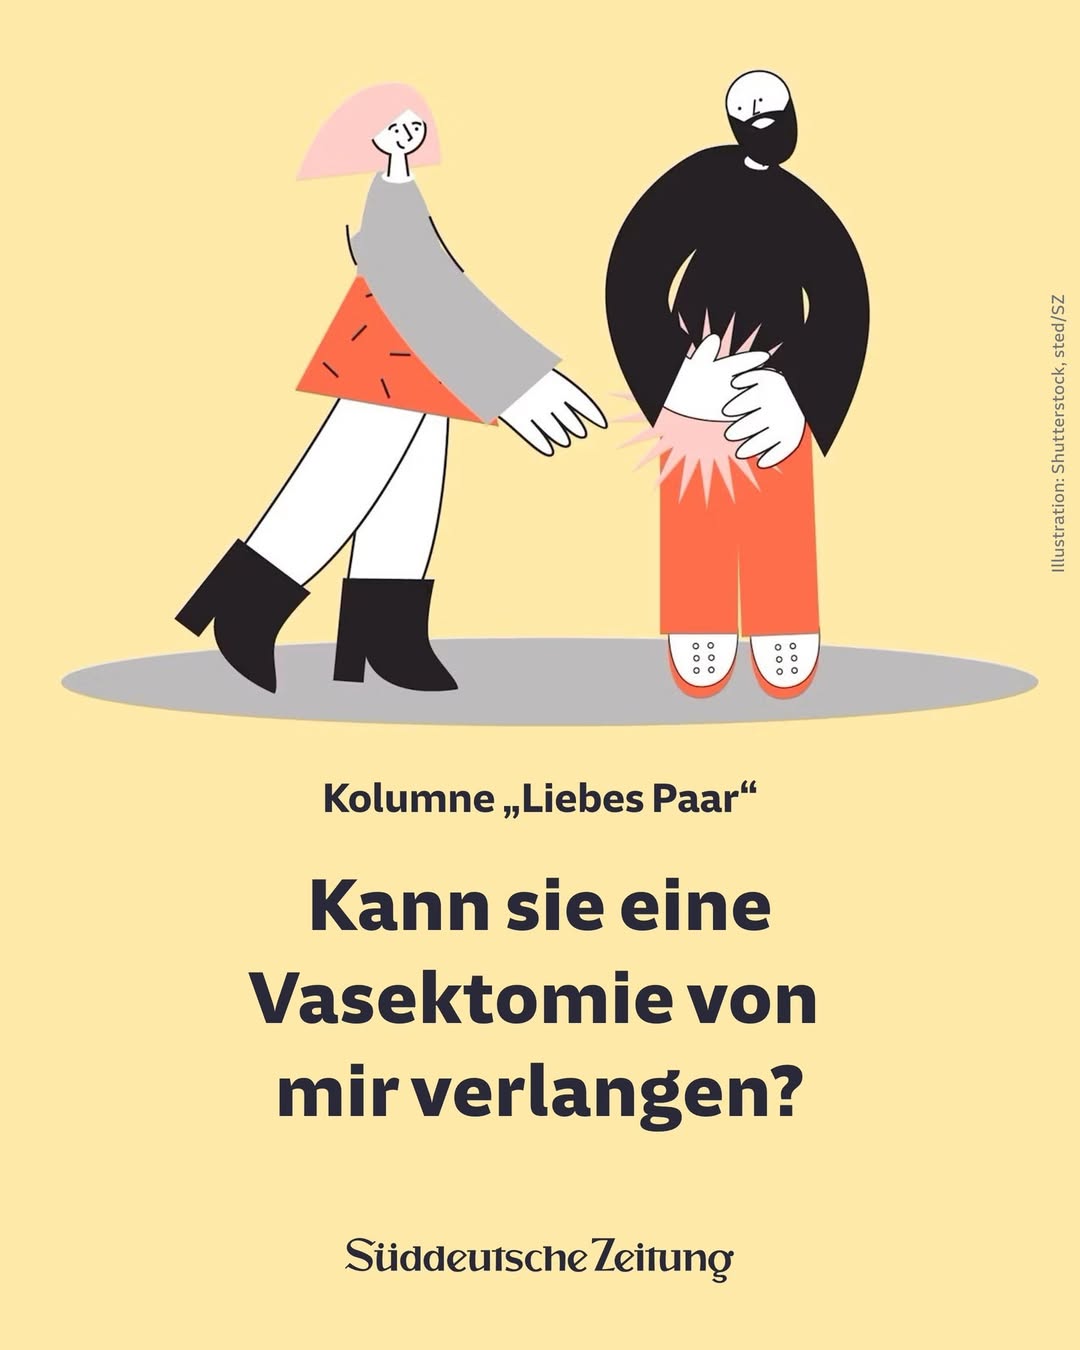 Illustration: Shutterstock, sted/SZ
Kolumne „Liebes Paar“
Kann sie eine
Vasektomie von
mir verlangen?
Süddeutsche Zeitung